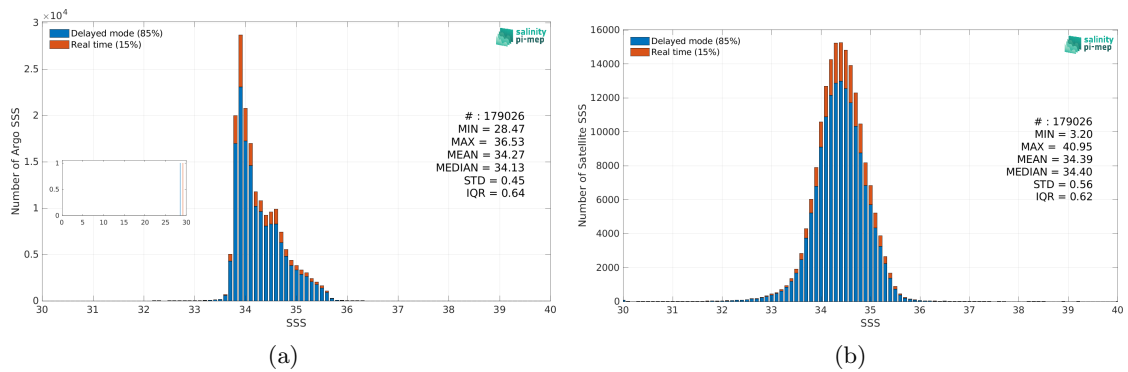 3 ×10⁴
Delayed mode (85%)
Real time (15%)
salinity
pi-mep
2.5
2
1.5
1
0.5
0
Number of Argo SSS
# : 179026
MIN = 28.47
MAX = 36.53
MEAN = 34.27
MEDIAN = 34.13
STD = 0.45
IQR = 0.64
1
0.5
0
0 5 10 15 20 25 30
30 31 32 33 34 35 36 37 38 39 40
SSS
(a)
16000
Delayed mode (85%)
Real time (15%)
salinity
pi-mep
14000
12000
10000
8000
6000
4000
2000
0
Number of Satellite SSS
# : 179026
MIN = 3.20
MAX = 40.95
MEAN = 34.39
MEDIAN = 34.40
STD = 0.56
IQR = 0.62
30 31 32 33 34 35 36 37 38 39 40
SSS
(b)